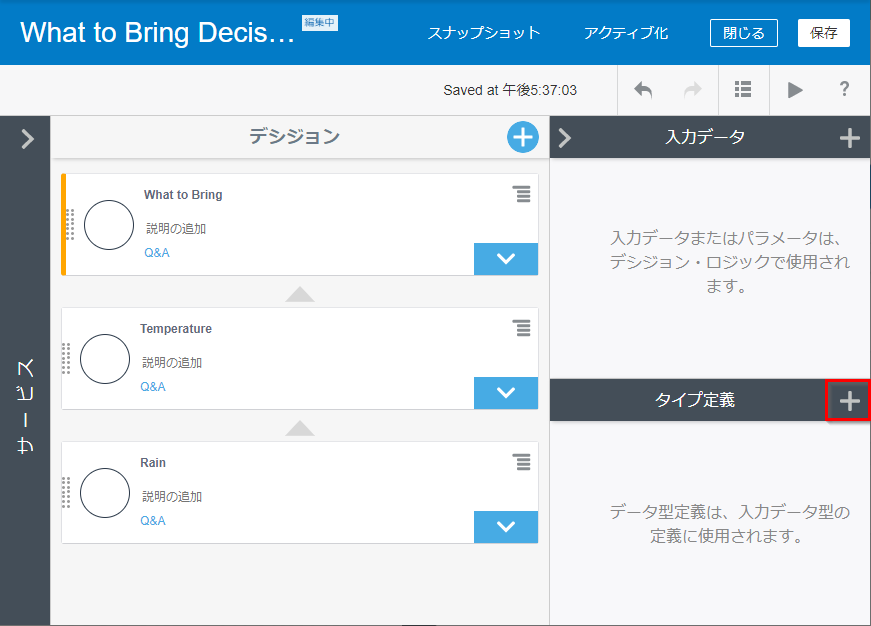 What to Bring Decis...
編集中
スナップショット
アクティブ化
閉じる
保存
Saved at 午後5:37:03
?
サービス
デシジョン
What to Bring
説明の追加
Q&A
Temperature
説明の追加
Q&A
Rain
説明の追加
Q&A
入力データ
入力データまたはパラメータは、
デシジョン・ロジックで使用され
ます。
タイプ定義
データ型定義は、入力データ型の
定義に使用されます。